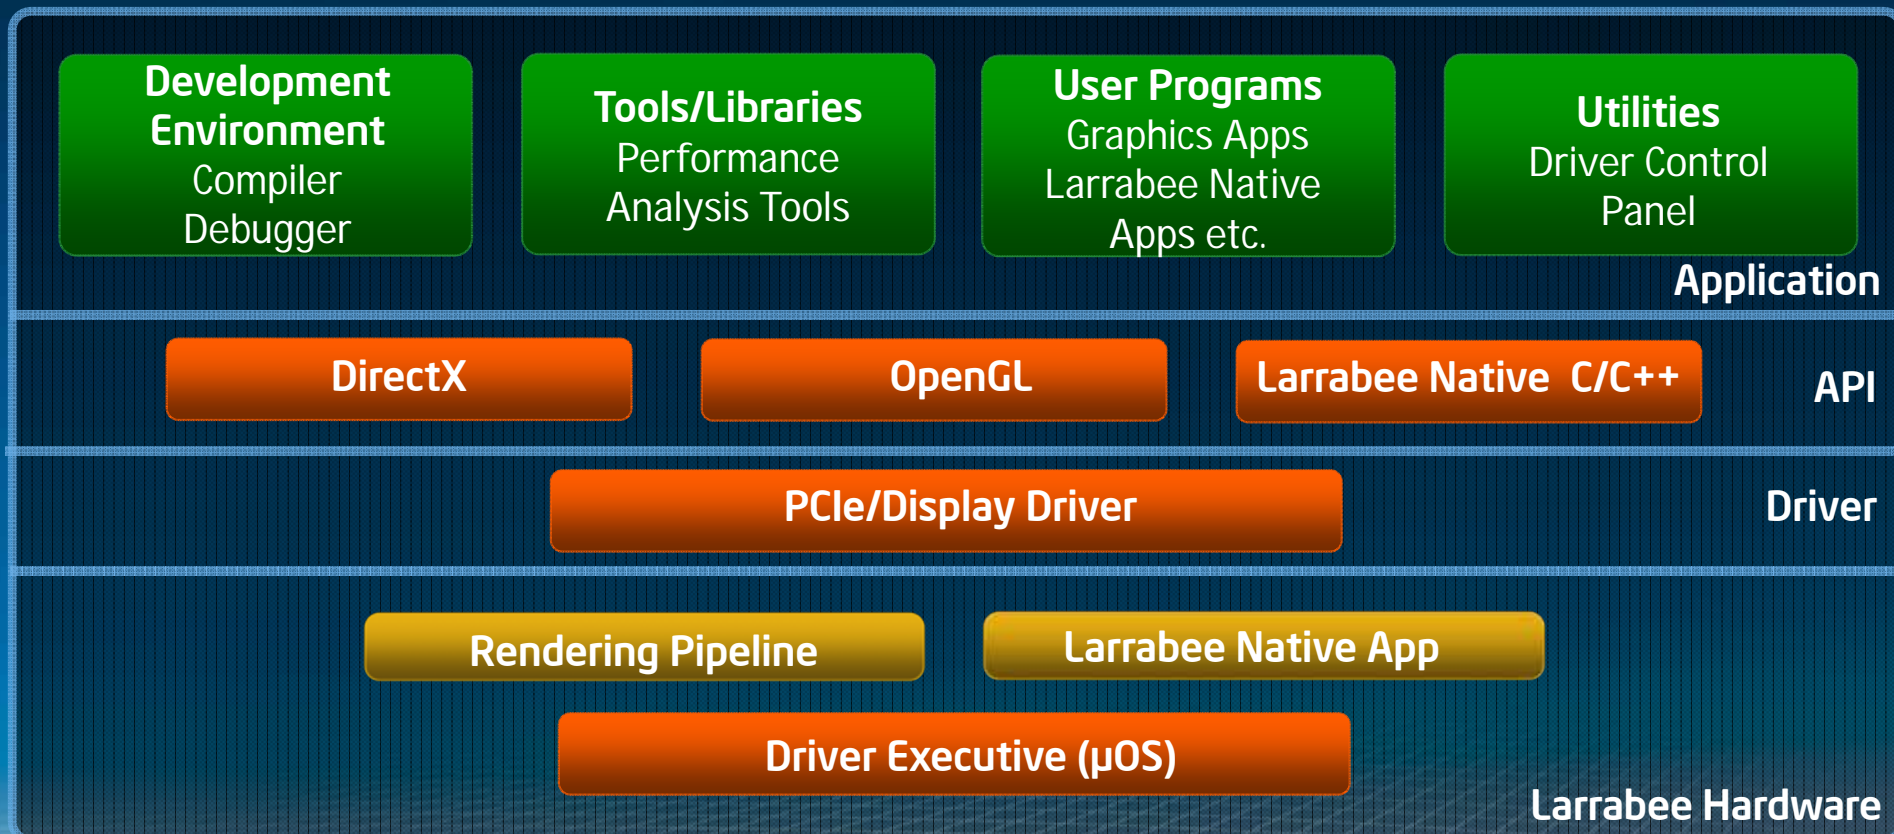 Development
Environment
Compiler
Debugger
Tools/Libraries
Performance
Analysis Tools
User Programs
Graphics Apps
Larrabee Native
Apps etc.
Utilities
Driver Control
Panel
Application
DirectX
OpenGL
Larrabee Native C/C++
API
PCIe/Display Driver
Driver
Rendering Pipeline
Larrabee Native App
Driver Executive (µOS)
Larrabee Hardware